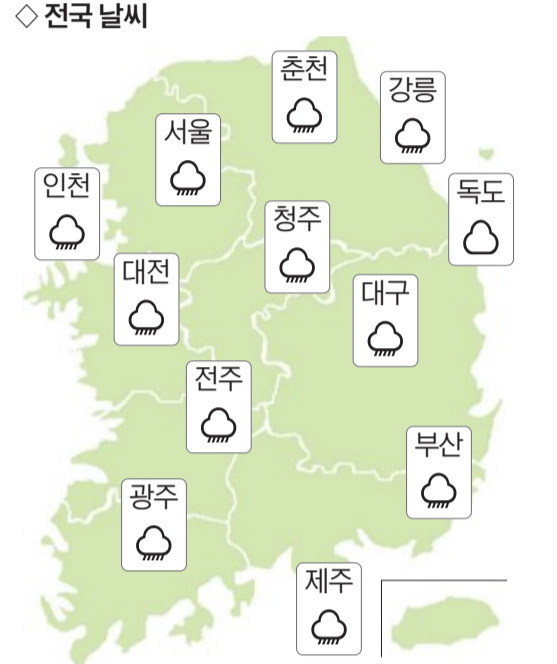 ◇ 전국 날씨
춘천
강릉
서울
인천
독도
청주
대전
대구
전주
부산
광주
제주